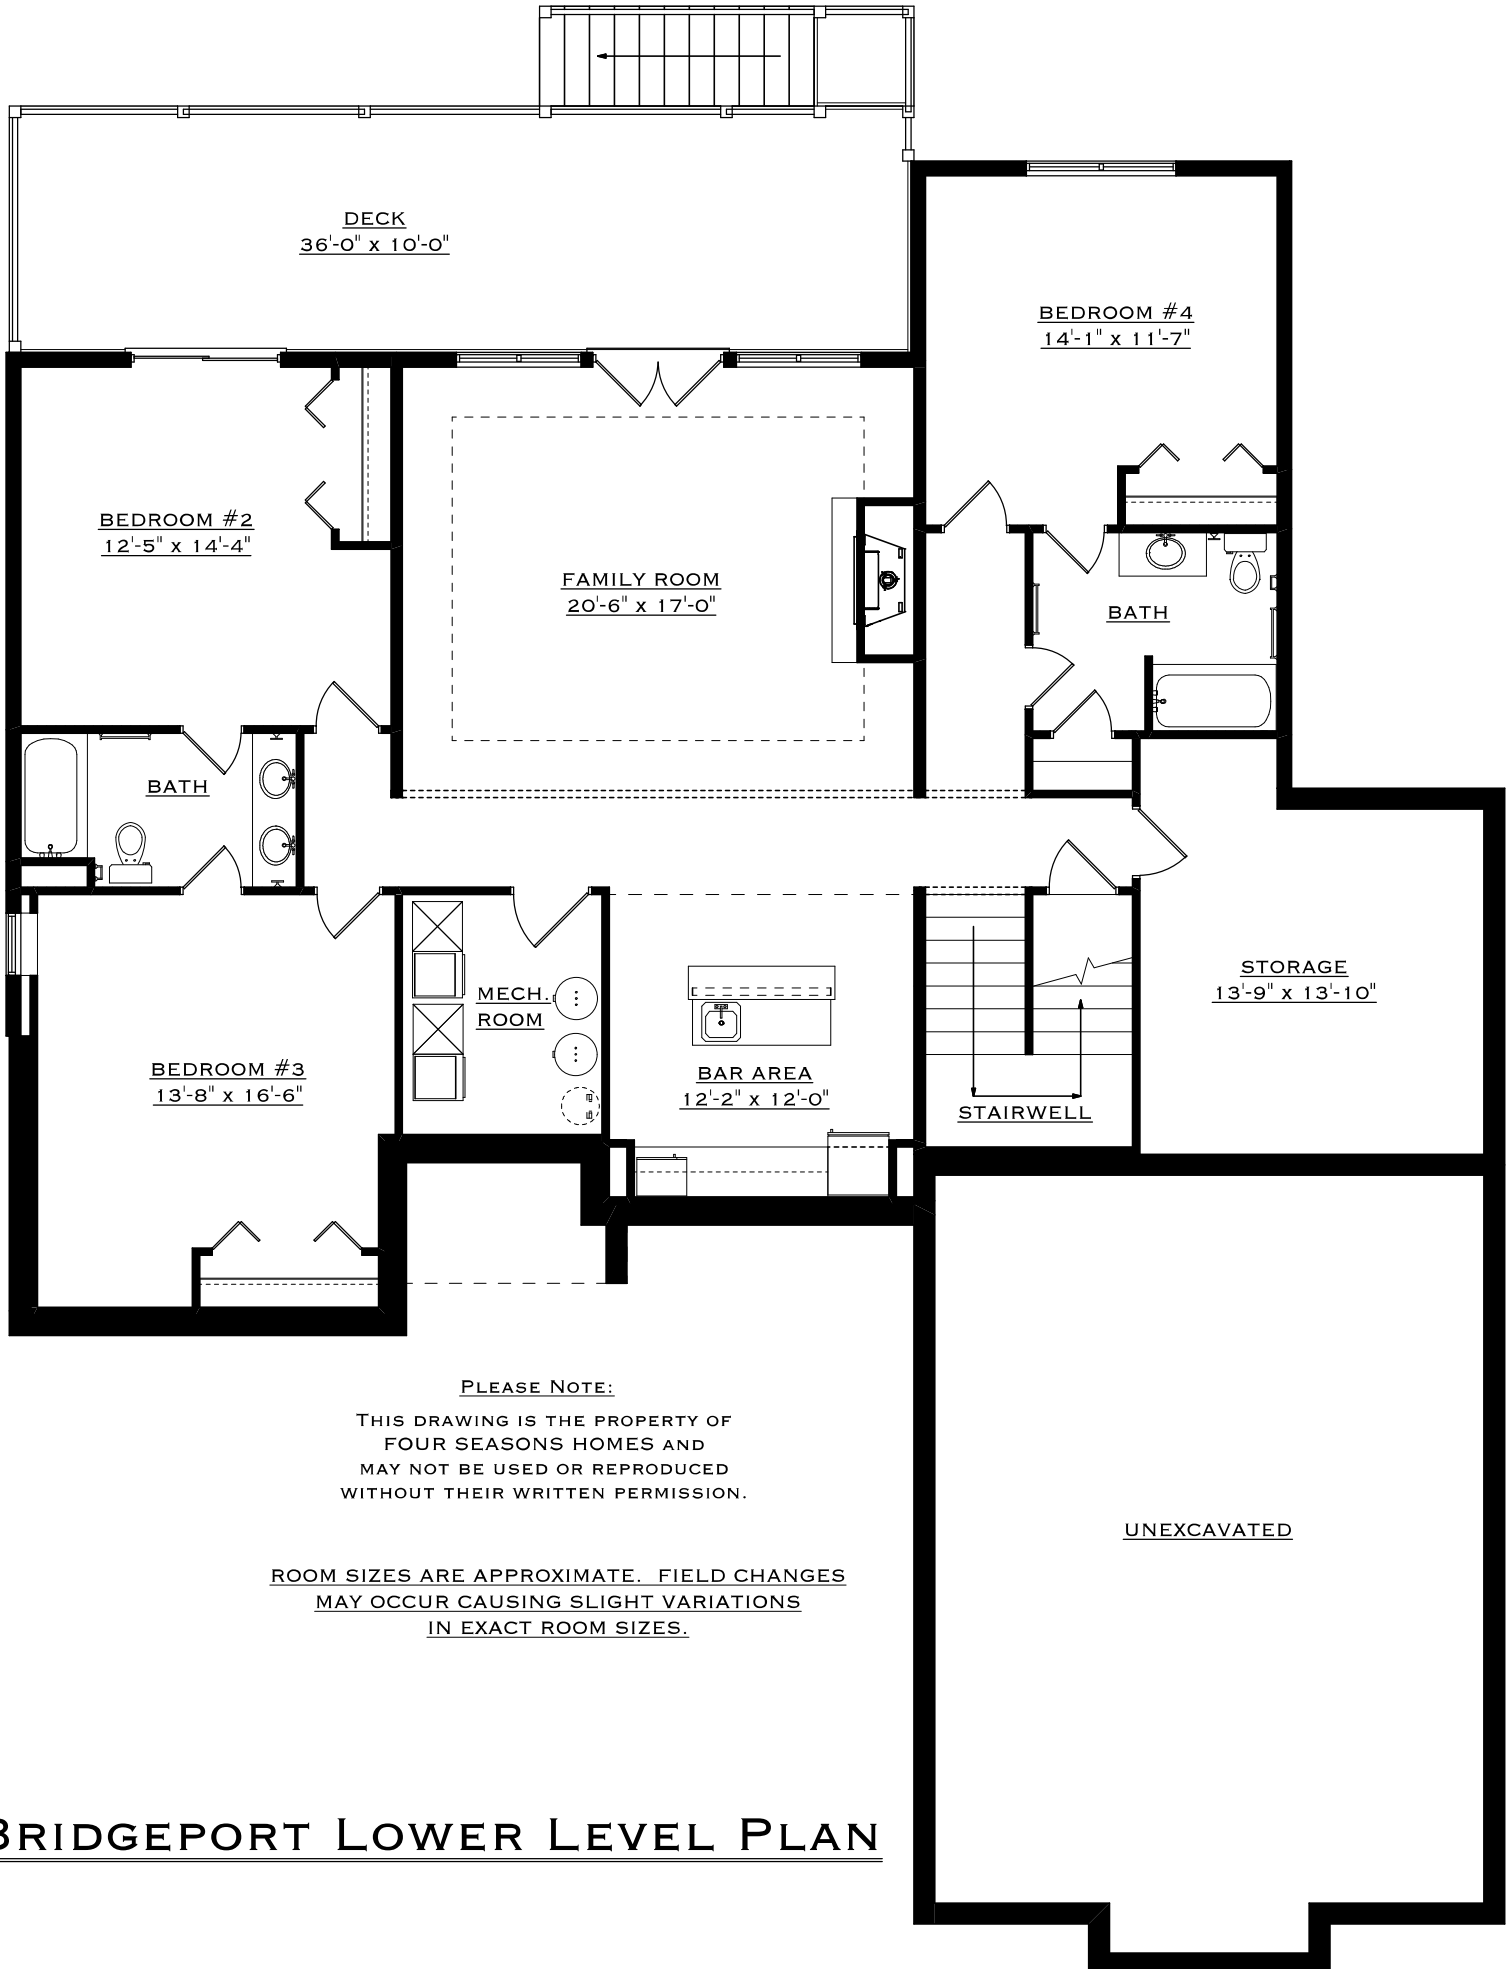 DECK
36'-0" x 10'-0"
BEDROOM #4
14'-1" x 11'-7"
BEDROOM #2
12'-5" x 14'-4"
FAMILY ROOM
20'-6" x 17'-0"
BATH
BATH
STORAGE
13'-9" x 13'-10"
MECH.
ROOM
BEDROOM #3
13'-8" x 16'-6"
BAR AREA
12'-2" x 12'-0"
STAIRWELL
PLEASE NOTE:
THIS DRAWING IS THE PROPERTY OF
FOUR SEASONS HOMES AND
MAY NOT BE USED OR REPRODUCED
WITHOUT THEIR WRITTEN PERMISSION.
UNEXCAVATED
ROOM SIZES ARE APPROXIMATE. FIELD CHANGES
MAY OCCUR CAUSING SLIGHT VARIATIONS
IN EXACT ROOM SIZES.
BRIDGEPORT LOWER LEVEL PLAN